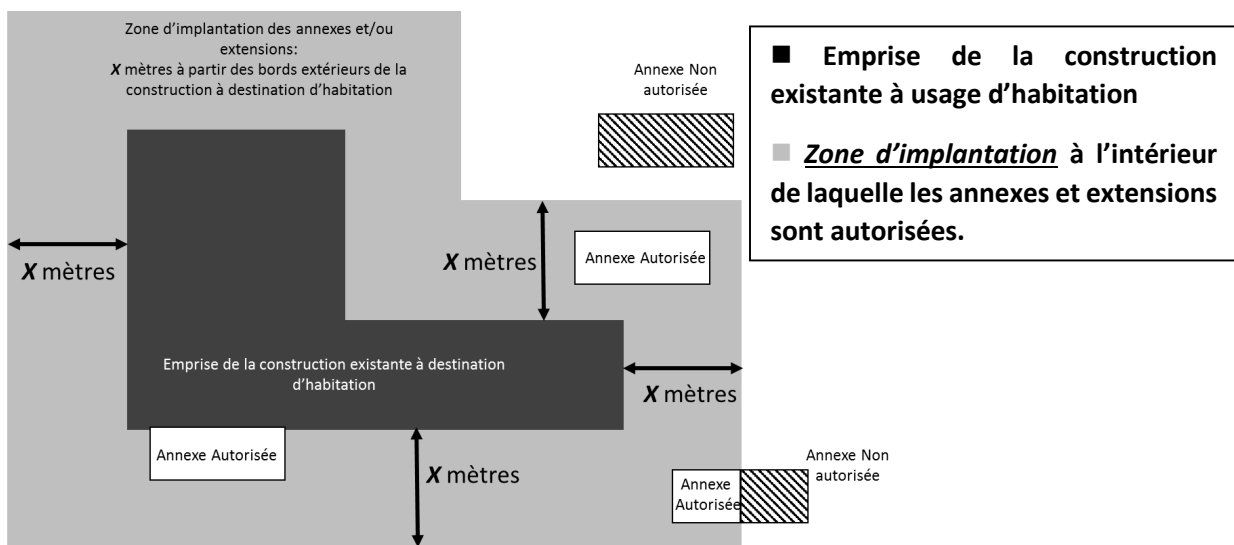 Zone d’implantation des annexes et/ou
extensions:
X mètres à partir des bords extérieurs de la
construction à destination d’habitation
Annexe Non
autorisée
■ Emprise de la construction
existante à usage d’habitation
■ Zone d’implantation à l’intérieur
de laquelle les annexes et extensions
sont autorisées.
X mètres
X mètres
Annexe Autorisée
Emprise de la construction existante à destination
d’habitation
X mètres
Annexe Autorisée
X mètres
Annexe
Autorisée
Annexe Non
autorisée